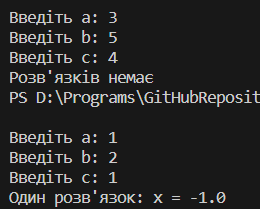 Введіть a: 3
Введіть b: 5
Введіть c: 4
Розв'язків немає
PS D:\Programs\GitHubReposit
Введіть a: 1
Введіть b: 2
Введіть c: 1
Один розв'язок: x = -1.0